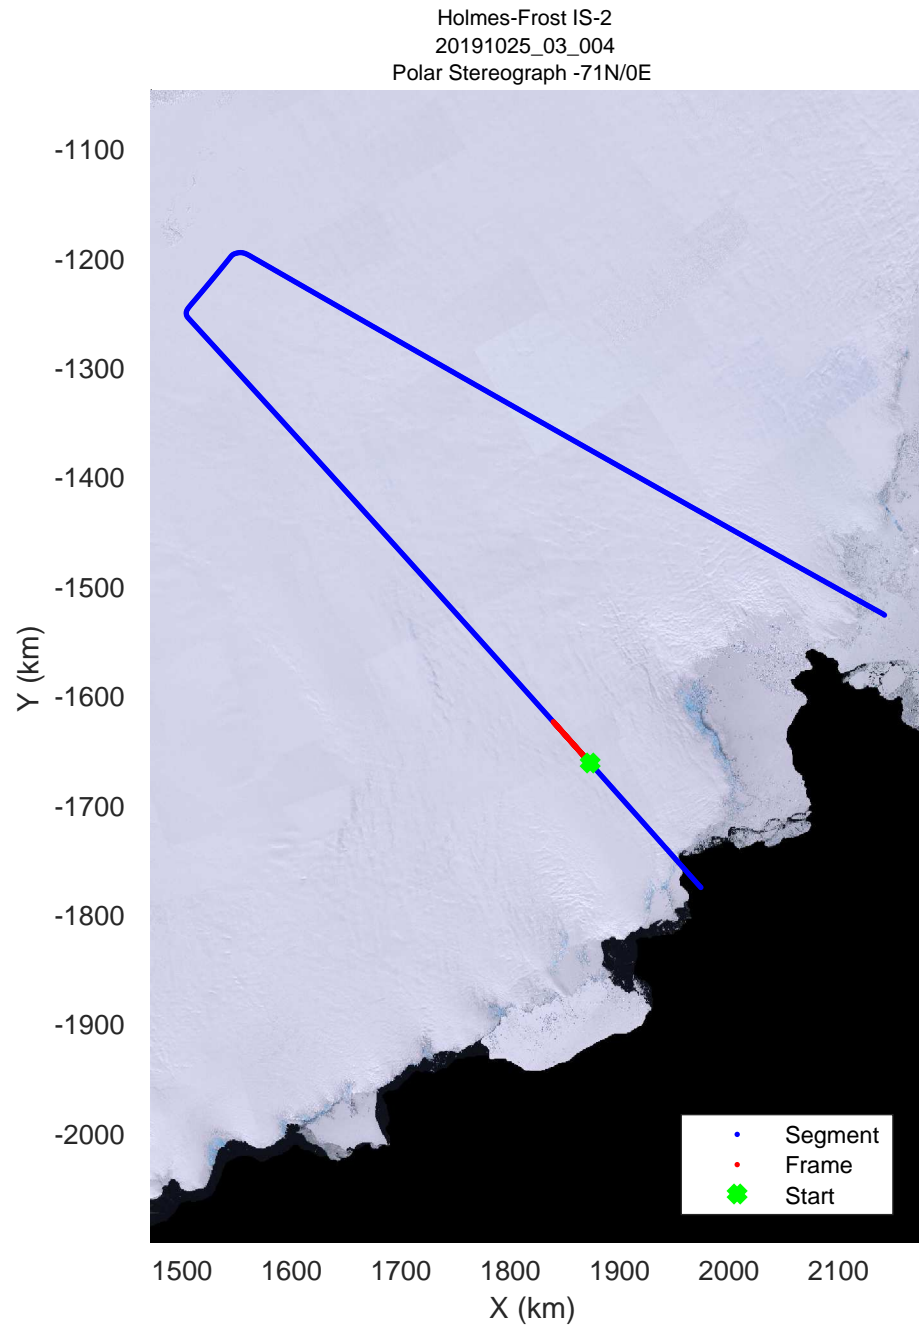 Holmes-Frost IS-2
20191025_03_004
Polar Stereograph -71N/0E
-1100
-1200
-1300
-1400
-1500
-1600
-1700
-1800
-1900
-2000
Y (km)
Segment
Frame
Start
1500 1600 1700 1800 1900 2000 2100
X (km)